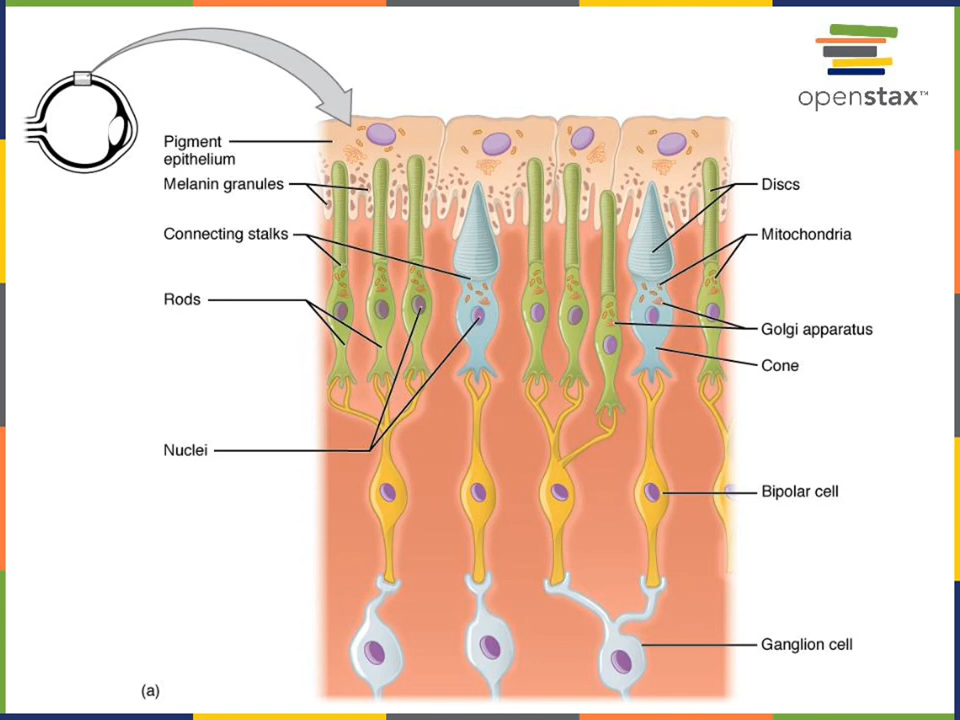 openstax™
Pigment
epithelium
Melanin granules
Connecting stalks
Rods
Nuclei
Discs
Mitochondria
Golgi apparatus
Cone
Bipolar cell
Ganglion cell
(a)